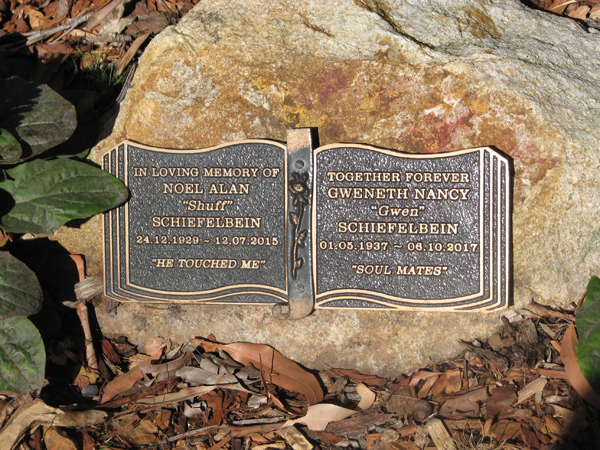 IN LOVING MEMORY OF
NOEL ALAN
"Shuff"
SCHIEFELBEIN
24.12.1929 ~ 12.07.2015
"HE TOUCHED ME"
TOGETHER FOREVER
GWENETH NANCY
"Gwen"
SCHIEFELBEIN
01.05.1937 ~ 06.10.2017
"SOUL MATES"